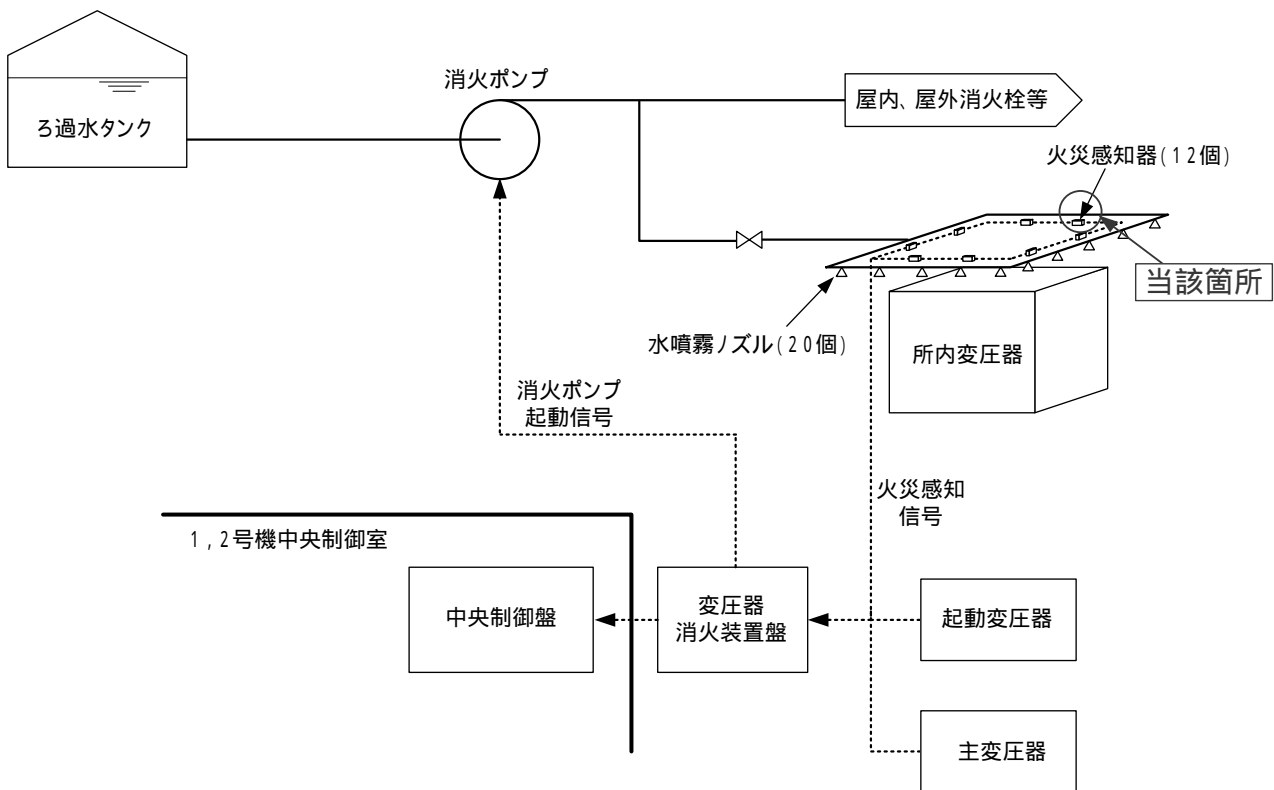 消火ポンプ
屋内、屋外消火栓等
ろ過水タンク
火災感知器(12個)
当該箇所
水噴霧ノズル(20個)
所内変圧器
消火ポンプ
起動信号
火災感知
信号
1,2号機中央制御室
中央制御盤
変圧器
消火装置盤
起動変圧器
主変圧器